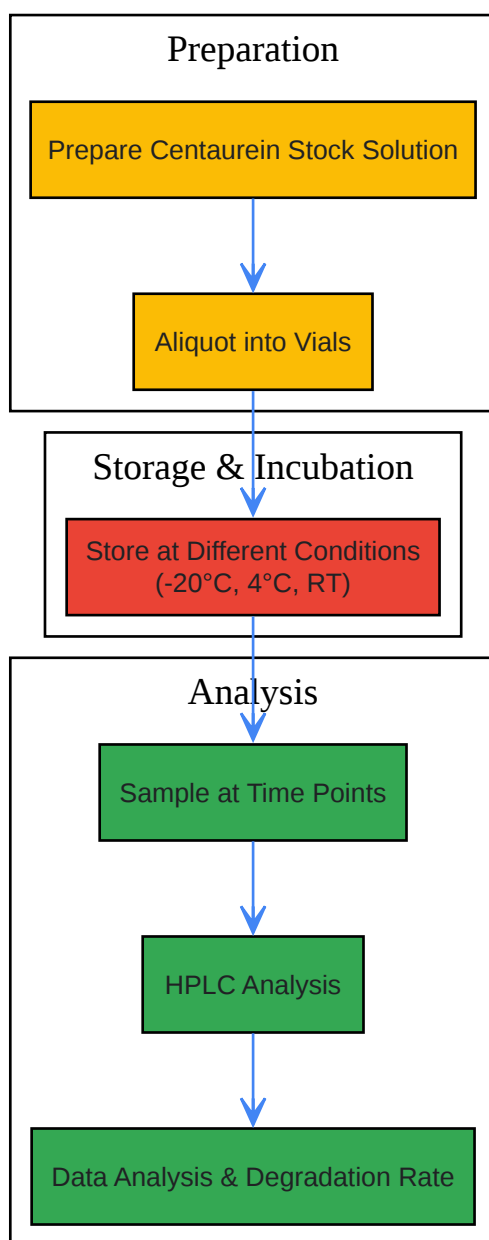 Preparation
Prepare Centaurein Stock Solution
Aliquot into Vials
Storage & Incubation
Store at Different Conditions
(-20°C, 4°C, RT)
Analysis
Sample at Time Points
HPLC Analysis
Data Analysis & Degradation Rate